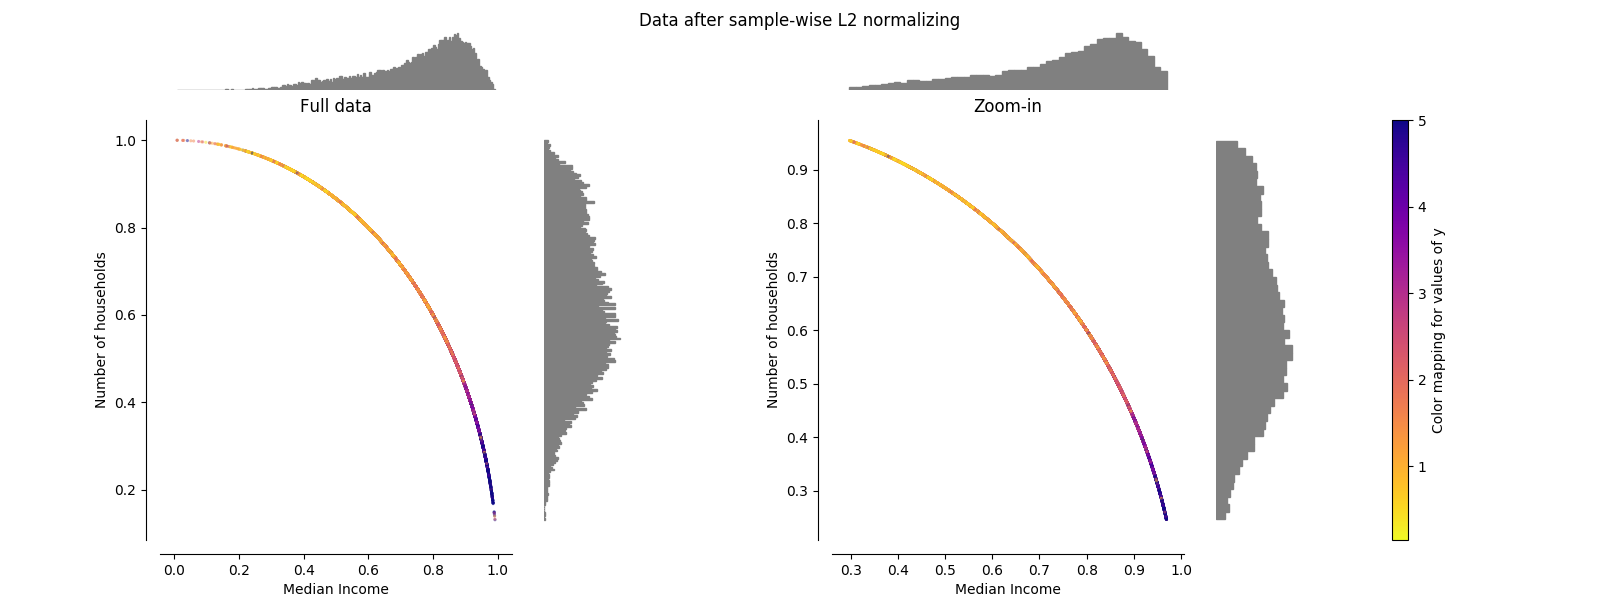 Data after sample-wise L2 normalizing
Full data
Number of households
1.0
0.8
0.6
0.4
0.2
0.0 0.2 0.4 0.6 0.8 1.0
Median Income
Zoom-in
Number of households
0.9
0.8
0.7
0.6
0.5
0.4
0.3
0.3 0.4 0.5 0.6 0.7 0.8 0.9 1.0
Median Income
5
4
3
2
1
Color mapping for values of y